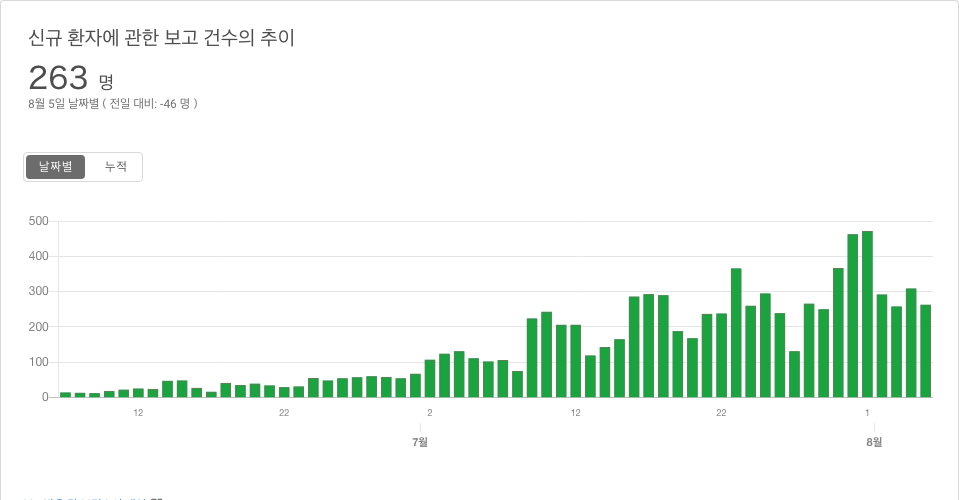 신규 환자에 관한 보고 건수의 추이
263 명
8월 5일 날짜별 ( 전일 대비: -46 명 )
날짜별 누적
500
400
300
200
100
0
12 22 2 12 22 1
7월 8월